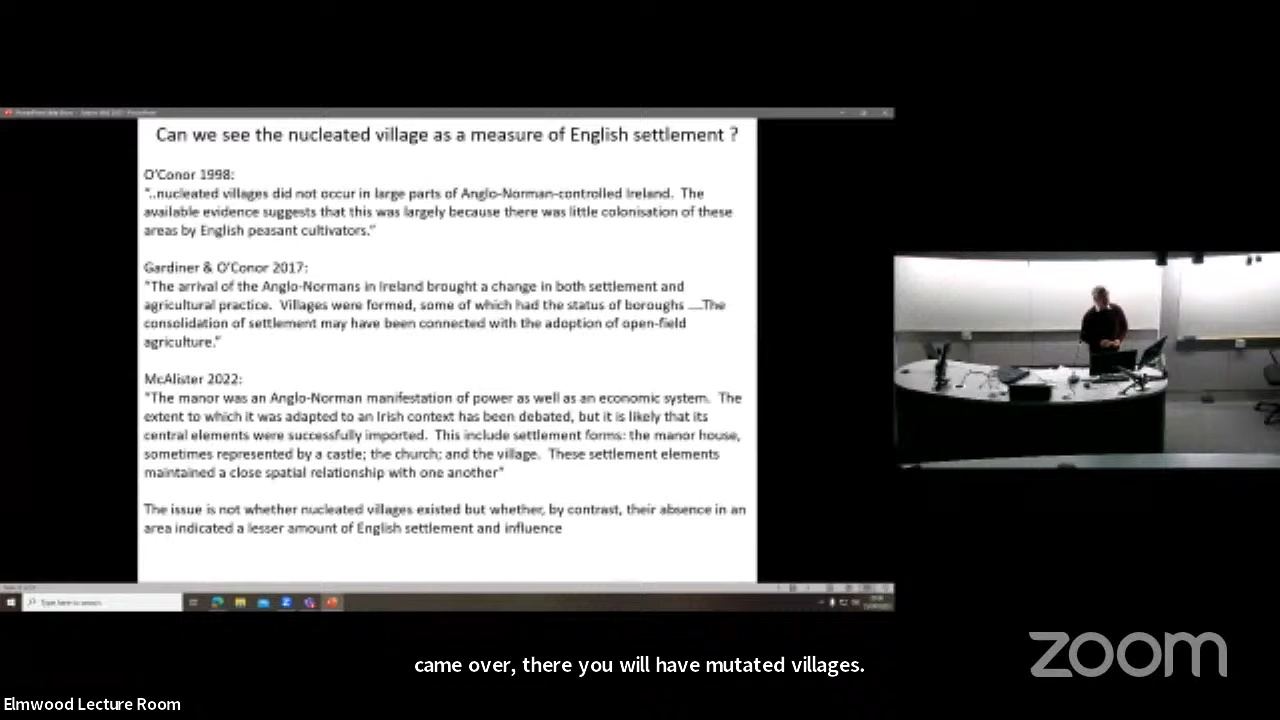 Can we see the nucleated village as a measure of English settlement ?
O'Conor 1998:
"..nucleated villages did not occur in large parts of Anglo-Norman-controlled Ireland. The
available evidence suggests that this was largely because there was little colonisation of these
areas by English peasant cultivators."
Gardiner & O'Conor 2017:
"The arrival of the Anglo-Normans in Ireland brought a change in both settlement and
agricultural practice. Villages were formed, some of which had the status of boroughs ....The
consolidation of settlement may have been connected with the adoption of open-field
agriculture."
McAlister 2022:
"The manor was an Anglo-Norman manifestation of power as well as an economic system. The
extent to which it was adapted to an Irish context has been debated, but it is likely that its
central elements were successfully imported. This include settlement forms: the manor house,
sometimes represented by a castle; the church; and the village. These settlement elements
maintained a close spatial relationship with one another"
The issue is not whether nucleated villages existed but whether, by contrast, their absence in an
area indicated a lesser amount of English settlement and influence
Type here to search
came over, there you will have mutated villages.
zoom
Elmwood Lecture Room